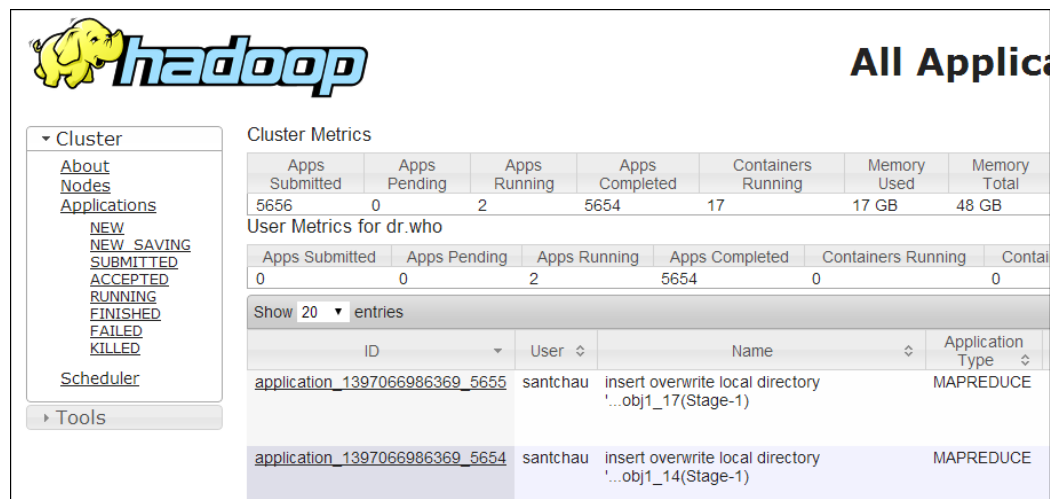 hadoop
All Applica
Cluster
About
Nodes
Applications
NEW
NEW_SAVING
SUBMITTED
ACCEPTED
RUNNING
FINISHED
FAILED
KILLED
Scheduler
Tools
Cluster Metrics
Apps Submitted Apps Pending Apps Running Apps Completed Containers Running Memory Used Memory Total
5656 0 2 5654 17 17 GB 48 GB
User Metrics for dr.who
Apps Submitted Apps Pending Apps Running Apps Completed Containers Running Contai
0 0 2 5654 0 0
Show 20 entries
ID User Name Application Type
application_1397066986369_5655 santchau insert overwrite local directory MAPREDUCE
'...obj1_17(Stage-1)
application_1397066986369_5654 santchau insert overwrite local directory MAPREDUCE
'...obj1_14(Stage-1)